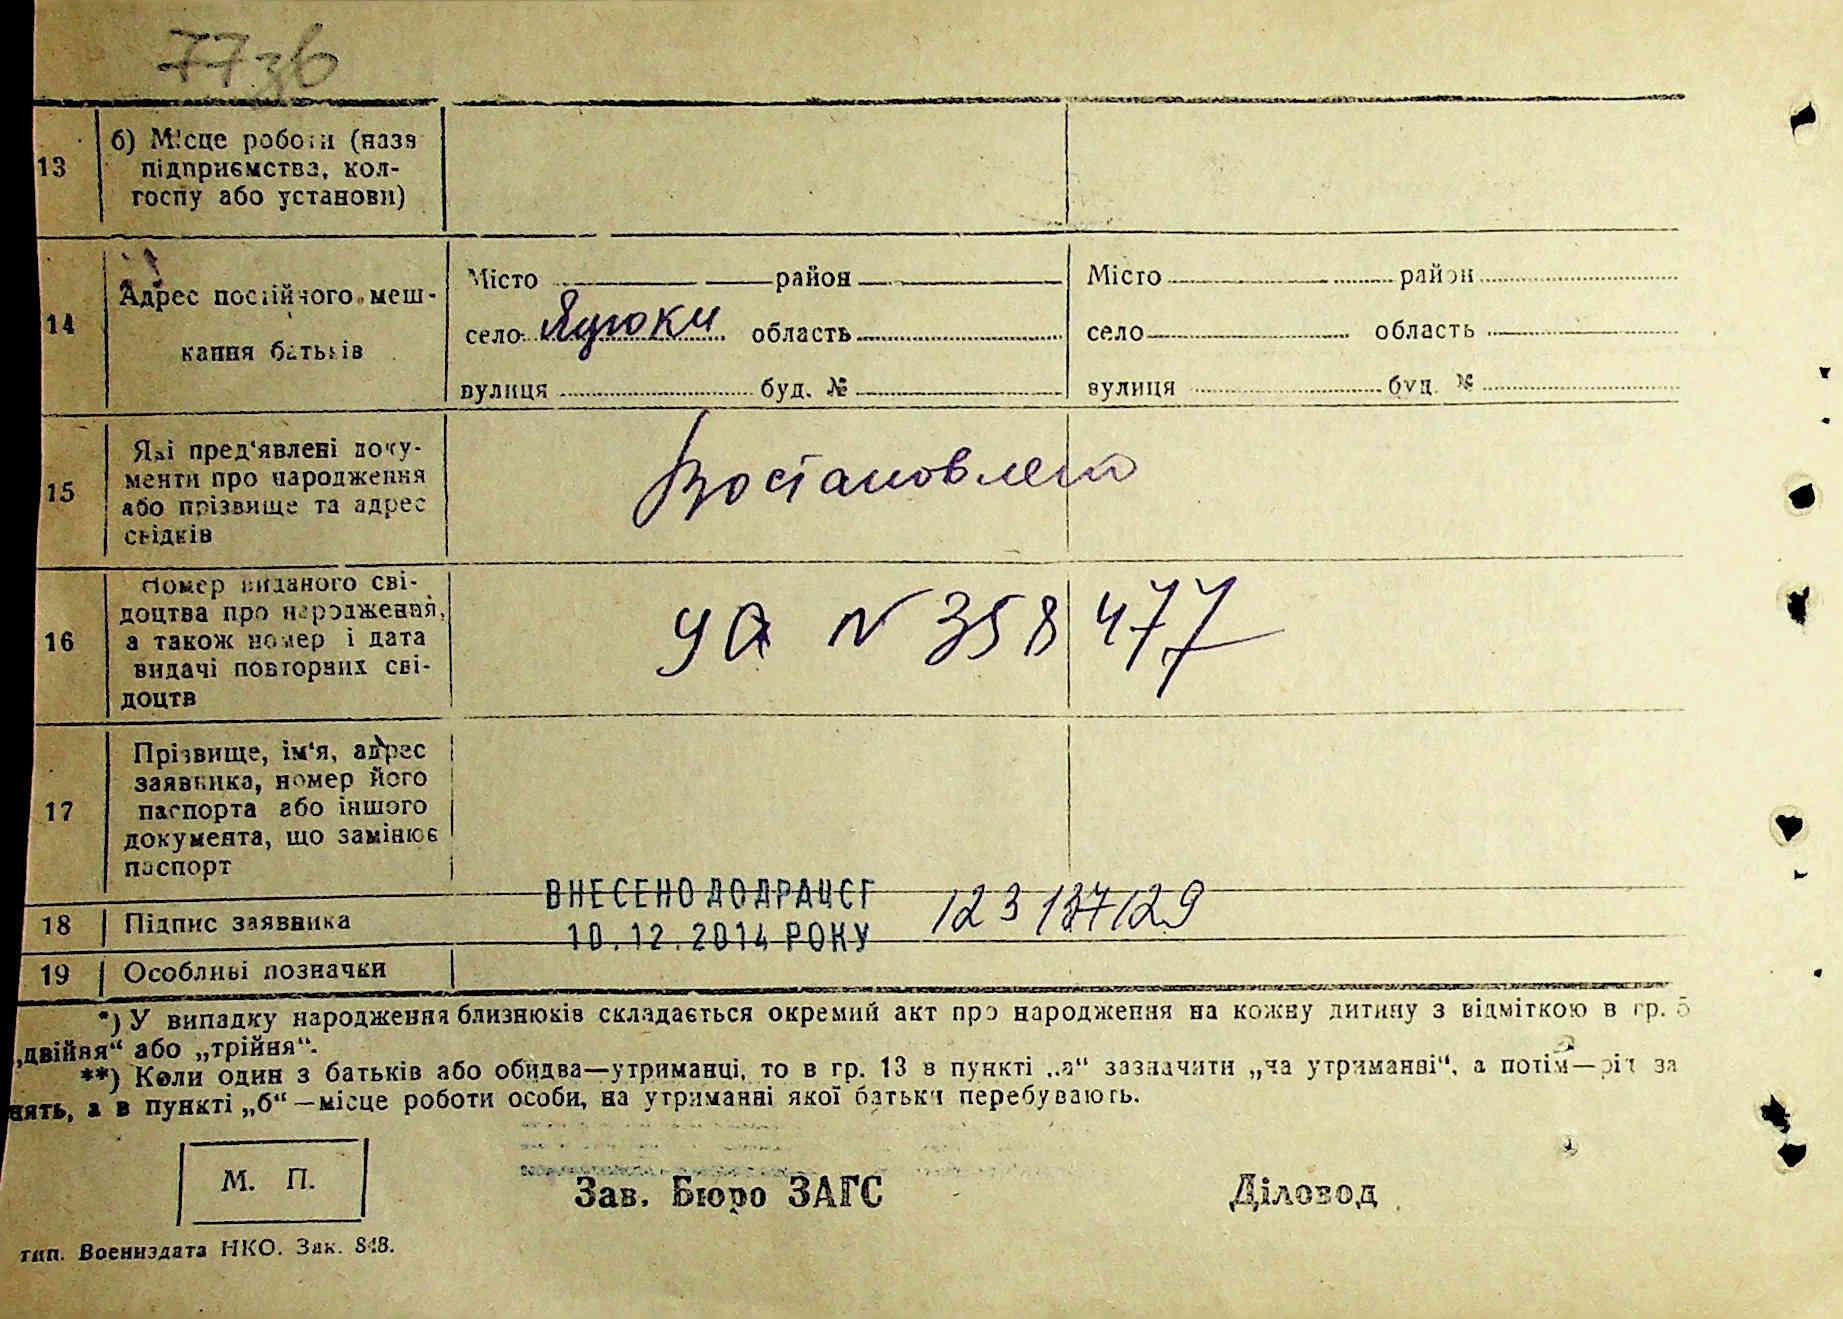 77зб
13
б) Місце роботи (назв
підприємства, кол-
госпу або установи)
14
Адрес постійного меш-
кання батьків
Місто район
село Яцюки область
вулиця буд. №
Місто район
село область
вулиця буд. №
15
Які пред'явлені доку-
менти про народження
або прізвище та адрес
свідків
Востановлено
16
Номер виданого сві-
доцтва про народження,
а також номер і дата
видачі повторних сві-
доцтв
УА N 358 477
17
Прізвище, ім'я, адрес
заявника, номер його
паспорта або іншого
документа, що замінює
паспорт
18 Підпис заявника
ВНЕСЕНО ДО ДРАЦСГ
10.12.2014 РОКУ
19 Особливі позначки
*) У випадку народження близнюків складається окремий акт про народження на кожну дитину з відміткою в гр. 5
„двійня“ або „трійня“.
**) Коли один з батьків або обидва—утриманці, то в гр. 13 в пункті „а“ зазначити „на утриманні“, а потім—рід за
нять, а в пункті „б“—місце роботи особи, на утриманні якої батьки перебувають.
М. П.
Зав. Бюро ЗАГС
Діловод
тип. Воениздата НКО. Зак. 848.